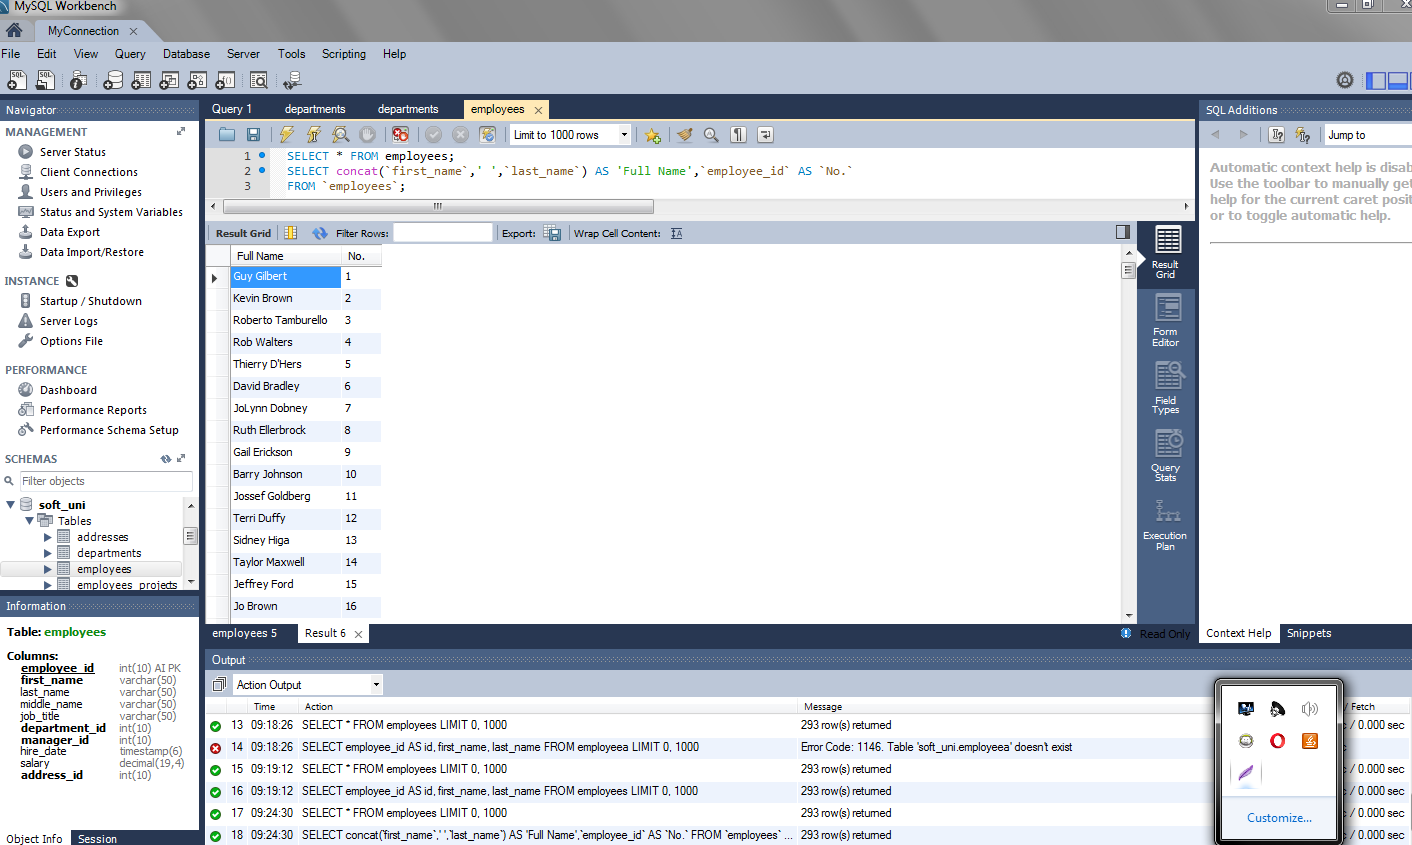 MySQL Workbench
MyConnection
File Edit View Query Database Server Tools Scripting Help
Navigator
MANAGEMENT
Server Status
Client Connections
Users and Privileges
Status and System Variables
Data Export
Data Import/Restore
INSTANCE
Startup / Shutdown
Server Logs
Options File
PERFORMANCE
Dashboard
Performance Reports
Performance Schema Setup
SCHEMAS
Filter objects
soft_uni
Tables
addresses
departments
employees
employees_projects
Information
Table: employees
Columns:
employee_id int(10) AI PK
first_name varchar(50)
last_name varchar(50)
middle_name varchar(50)
job_title varchar(50)
department_id int(10)
manager_id int(10)
hire_date timestamp(6)
salary decimal(19,4)
address_id int(10)
Object Info Session
Query 1 departments departments employees
Limit to 1000 rows
1 SELECT * FROM employees;
2 SELECT concat(`first_name`,' ',`last_name`) AS 'Full Name',`employee_id` AS `No.`
3 FROM `employees`;
Result Grid Filter Rows: Export: Wrap Cell Content:
Full Name No.
Guy Gilbert 1
Kevin Brown 2
Roberto Tamburello 3
Rob Walters 4
Thierry D'Hers 5
David Bradley 6
JoLynn Dobney 7
Ruth Ellerbrock 8
Gail Erickson 9
Barry Johnson 10
Jossef Goldberg 11
Terri Duffy 12
Sidney Higa 13
Taylor Maxwell 14
Jeffrey Ford 15
Jo Brown 16
Result
Grid
Form
Editor
Field
Types
Query
Stats
Execution
Plan
employees 5 Result 6 Read Only
SQL Additions
Jump to
Automatic context help is disab
Use the toolbar to manually get
help for the current caret posit
or to toggle automatic help.
Context Help Snippets
Output
Action Output
Time Action Message / Fetch
13 09:18:26 SELECT * FROM employees LIMIT 0, 1000 293 row(s) returned c / 0.000 sec
14 09:18:26 SELECT employee_id AS id, first_name, last_name FROM employeea LIMIT 0, 1000 Error Code: 1146. Table 'soft_uni.employeea' doesn't exist
15 09:19:12 SELECT * FROM employees LIMIT 0, 1000 293 row(s) returned c / 0.000 sec
16 09:19:12 SELECT employee_id AS id, first_name, last_name FROM employees LIMIT 0, 1000 293 row(s) returned c / 0.000 sec
17 09:24:30 SELECT * FROM employees LIMIT 0, 1000 293 row(s) returned c / 0.000 sec
18 09:24:30 SELECT concat(`first_name`,' ',`last_name`) AS 'Full Name',`employee_id` AS `No.` FROM `employees` ... 293 row(s) returned c / 0.000 sec
Customize...